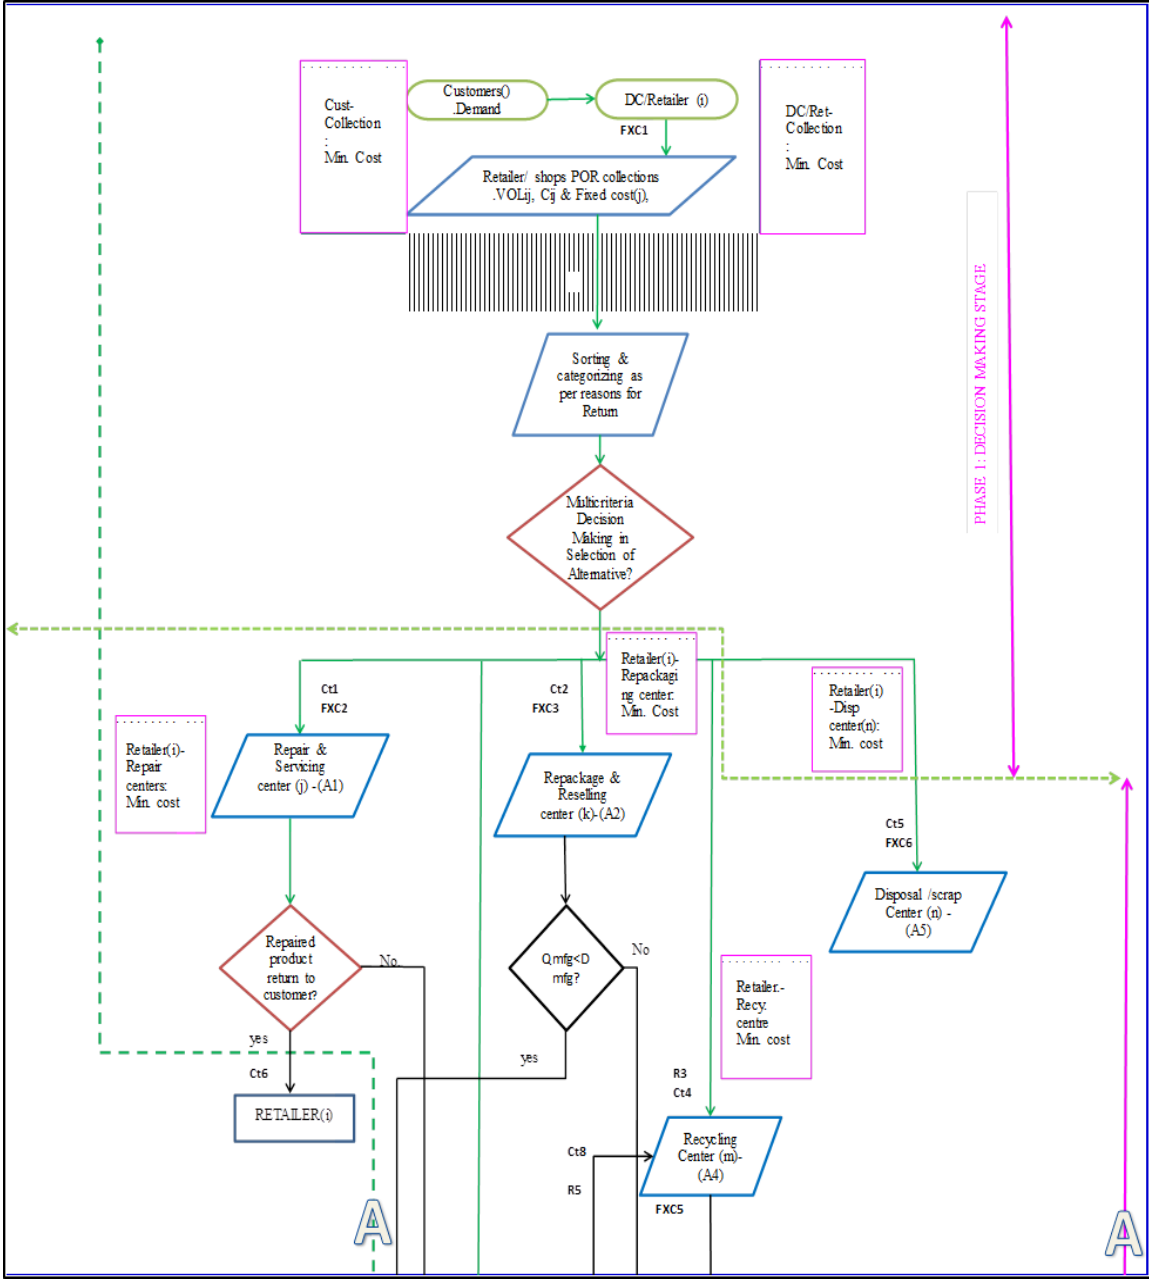 Customers()
.Demand
DC/Retailer (i)
Cust-
Collection
:
Min. Cost
DC/Ret-
Collection
:
Min. Cost
FXC1
Retailer/ shops POR collections
.VOLij, Cij & Fixed cost(j),
PHASE 1: DECISION MAKING STAGE
Sorting &
categorizing as
per reasons for
Return
Multicriteria
Decision
Making in
Selection of
Alternative?
Retailer(i)-
Repackagi
ng center:
Min. Cost
Ct1
FXC2
Ct2
FXC3
Retailer(i)
-Disp
center(n):
Min. cost
Retailer(i)-
Repair
centers:
Min. cost
Repair &
Servicing
center (j) -(A1)
Repackage &
Reselling
center (k)-(A2)
Ct5
FXC6
Disposal /scrap
Center (n) -
(A5)
Repaired
product
return to
customer?
No.
Qmfg<D
mfg?
No
Retailer.-
Recy.
centre
Min. cost
yes
yes
Ct6
R3
Ct4
RETAILER(i)
Recycling
Center (m)-
(A4)
Ct8
R5
FXC5
A
A